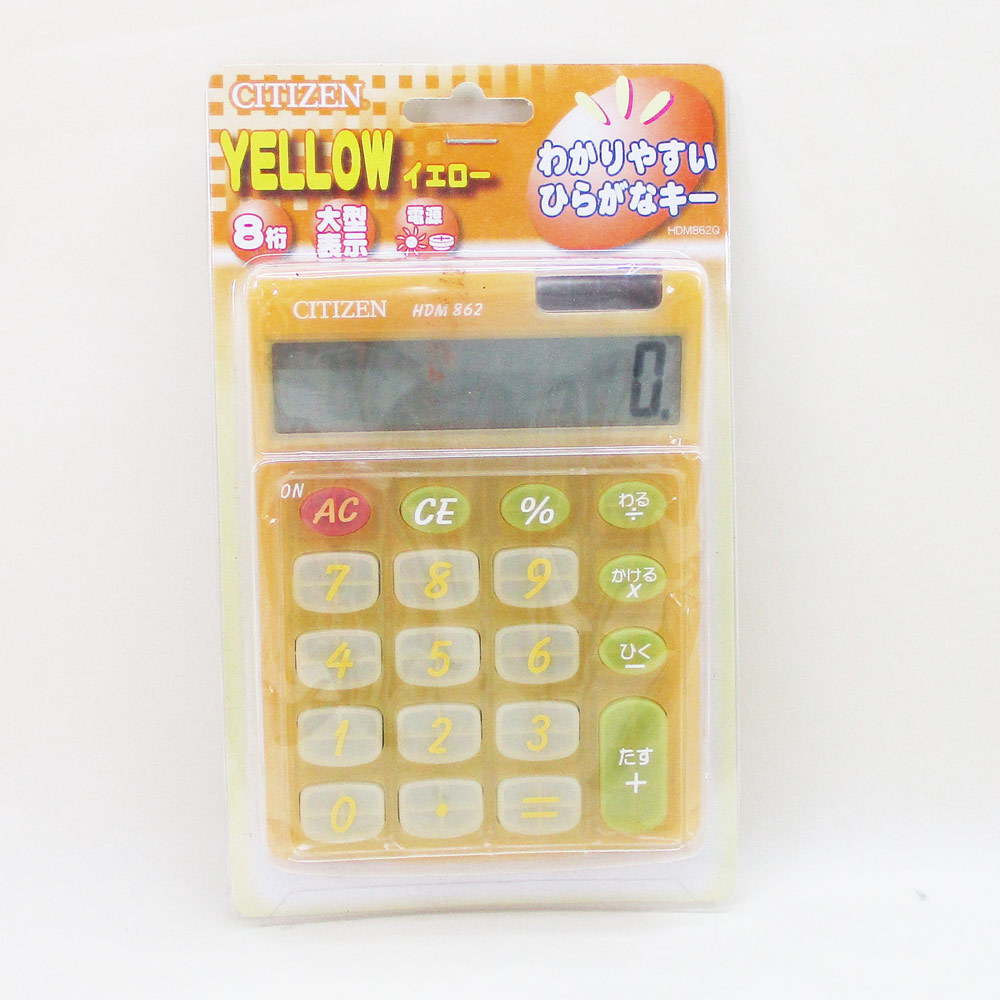 CITIZEN
YELLOW イエロー
わかりやすい
ひらがなキー
HDM862Q
8桁
大型
表示
電源
CITIZEN HDM 862
0.
ON AC CE % わる ÷
7 8 9 かける ×
4 5 6 ひく −
1 2 3 たす +
0 · =